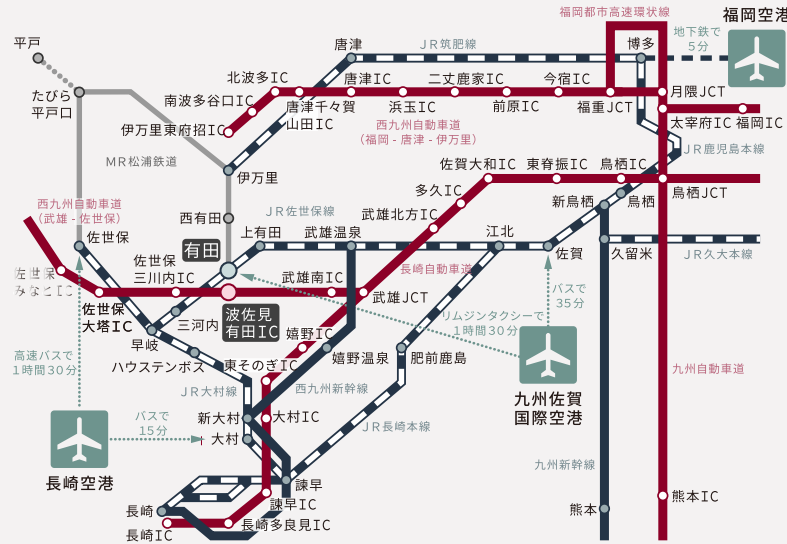 福岡都市高速環状線
福岡空港
地下鉄で
5分
平戸
唐津
JR筑肥線
博多
北波多IC
唐津IC
二丈鹿家IC
今宿IC
月隈JCT
たびら
平戸口
南波多谷口IC
唐津千々賀
山田IC
浜玉IC
前原IC
福重JCT
太宰府IC
福岡IC
伊万里東府招IC
西九州自動車道
(福岡 - 唐津 - 伊万里)
JR鹿児島本線
MR松浦鉄道
佐賀大和IC
東脊振IC
鳥栖IC
伊万里
多久IC
鳥栖JCT
西九州自動車道
(武雄 - 佐世保)
西有田
JR佐世保線
武雄北方IC
新鳥栖
鳥栖
佐世保
有田
上有田
武雄温泉
江北
佐賀
久留米
JR久大本線
佐世保
みなとIC
佐世保
三川内IC
武雄南IC
長崎自動車道
武雄JCT
バスで
35分
佐世保
大塔IC
三河内
波佐見
有田IC
リムジンタクシーで
1時間30分
早岐
嬉野IC
高速バスで
1時間30分
ハウステンボス
東そのぎIC
嬉野温泉
肥前鹿島
九州自動車道
JR大村線
西九州新幹線
九州佐賀
国際空港
バスで
15分
新大村
大村IC
大村
JR長崎本線
長崎空港
九州新幹線
諫早
諫早IC
熊本
熊本IC
長崎
長崎IC
長崎多良見IC